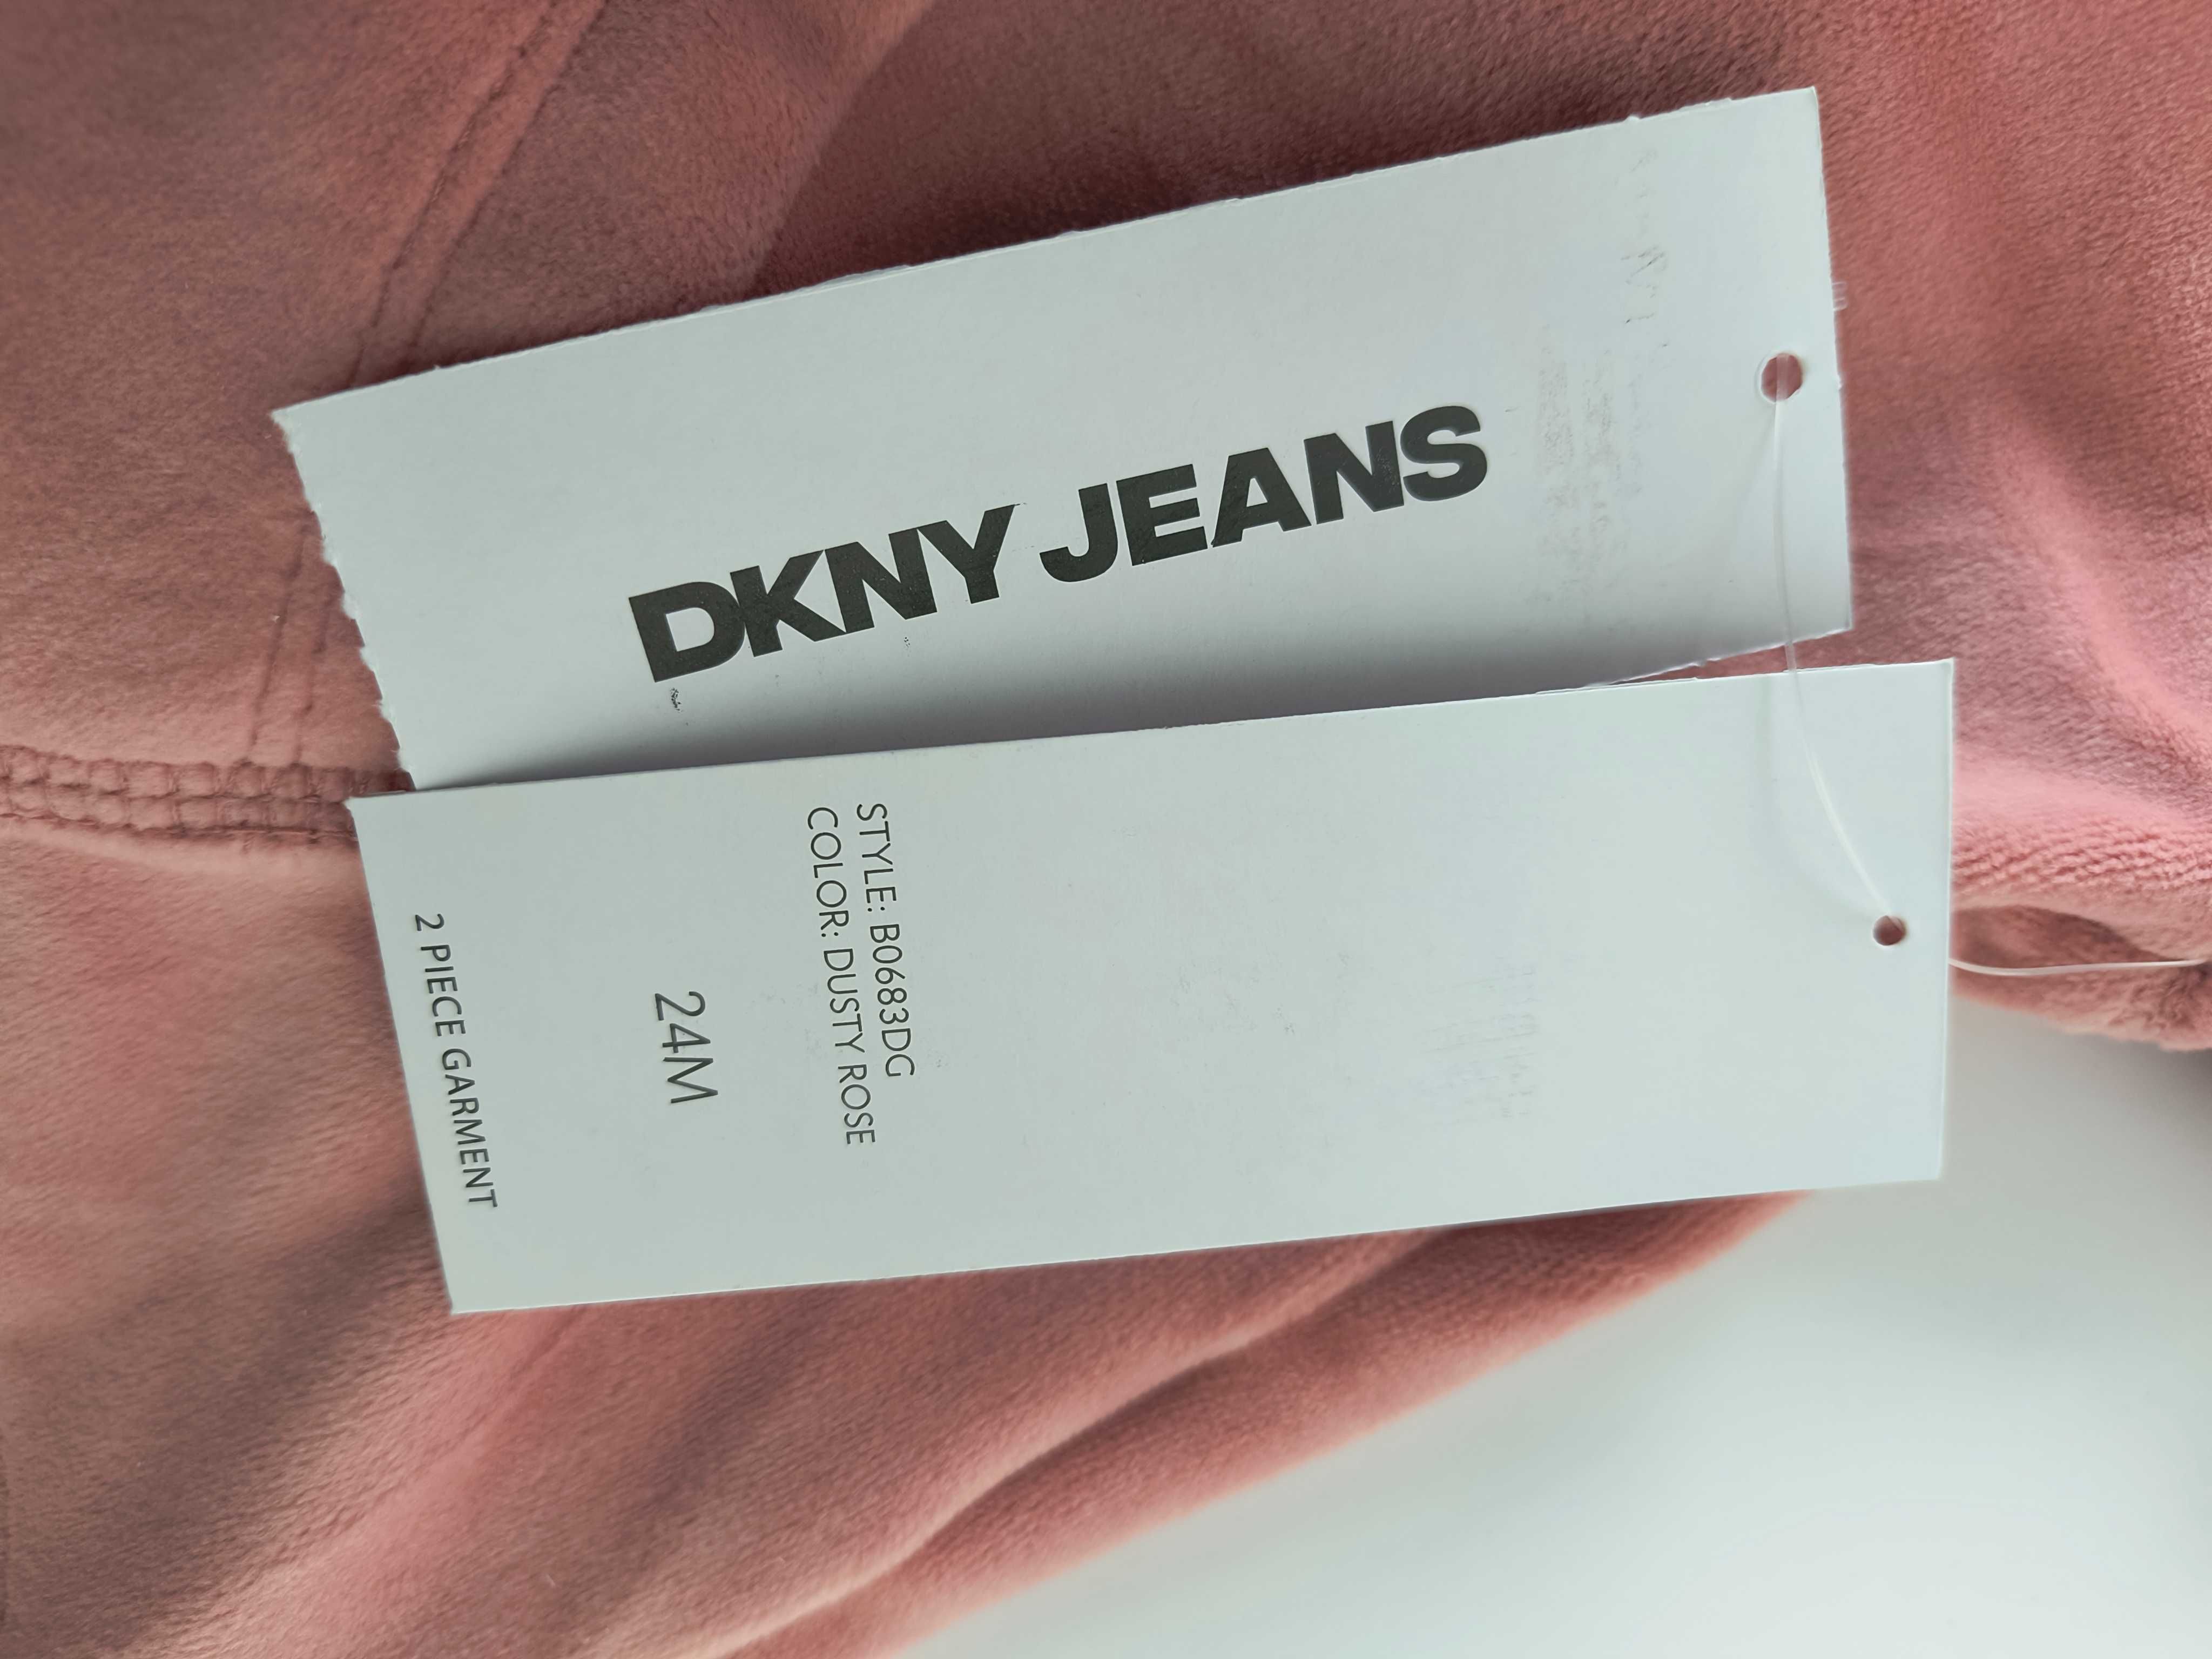 DKNY JEANS
STYLE: B0683DG
COLOR: DUSTY ROSE
24M
2 PIECE GARMENT